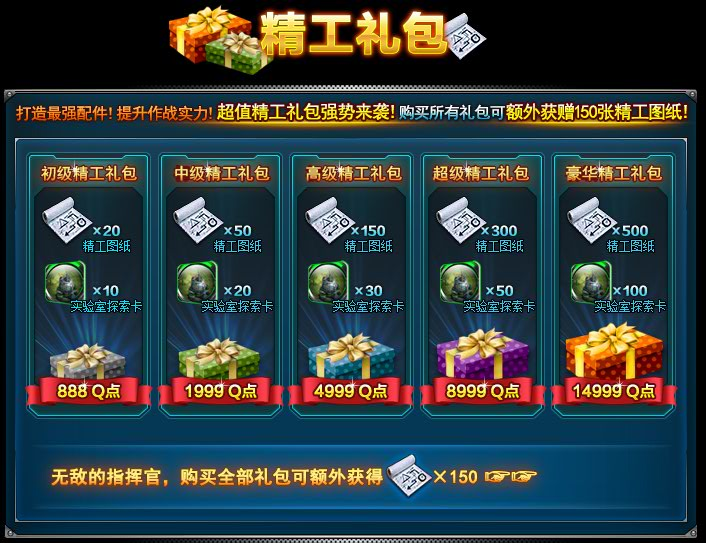 精工礼包
打造最强配件! 提升作战实力! 超值精工礼包强势来袭! 购买所有礼包可额外获赠150张精工图纸!
初级精工礼包
×20
精工图纸
×10
实验室探索卡
888 Q点
中级精工礼包
×50
精工图纸
×20
实验室探索卡
1999 Q点
高级精工礼包
×150
精工图纸
×30
实验室探索卡
4999 Q点
超级精工礼包
×300
精工图纸
×50
实验室探索卡
8999 Q点
豪华精工礼包
×500
精工图纸
×100
实验室探索卡
14999 Q点
无敌的指挥官，购买全部礼包可额外获得 ×150